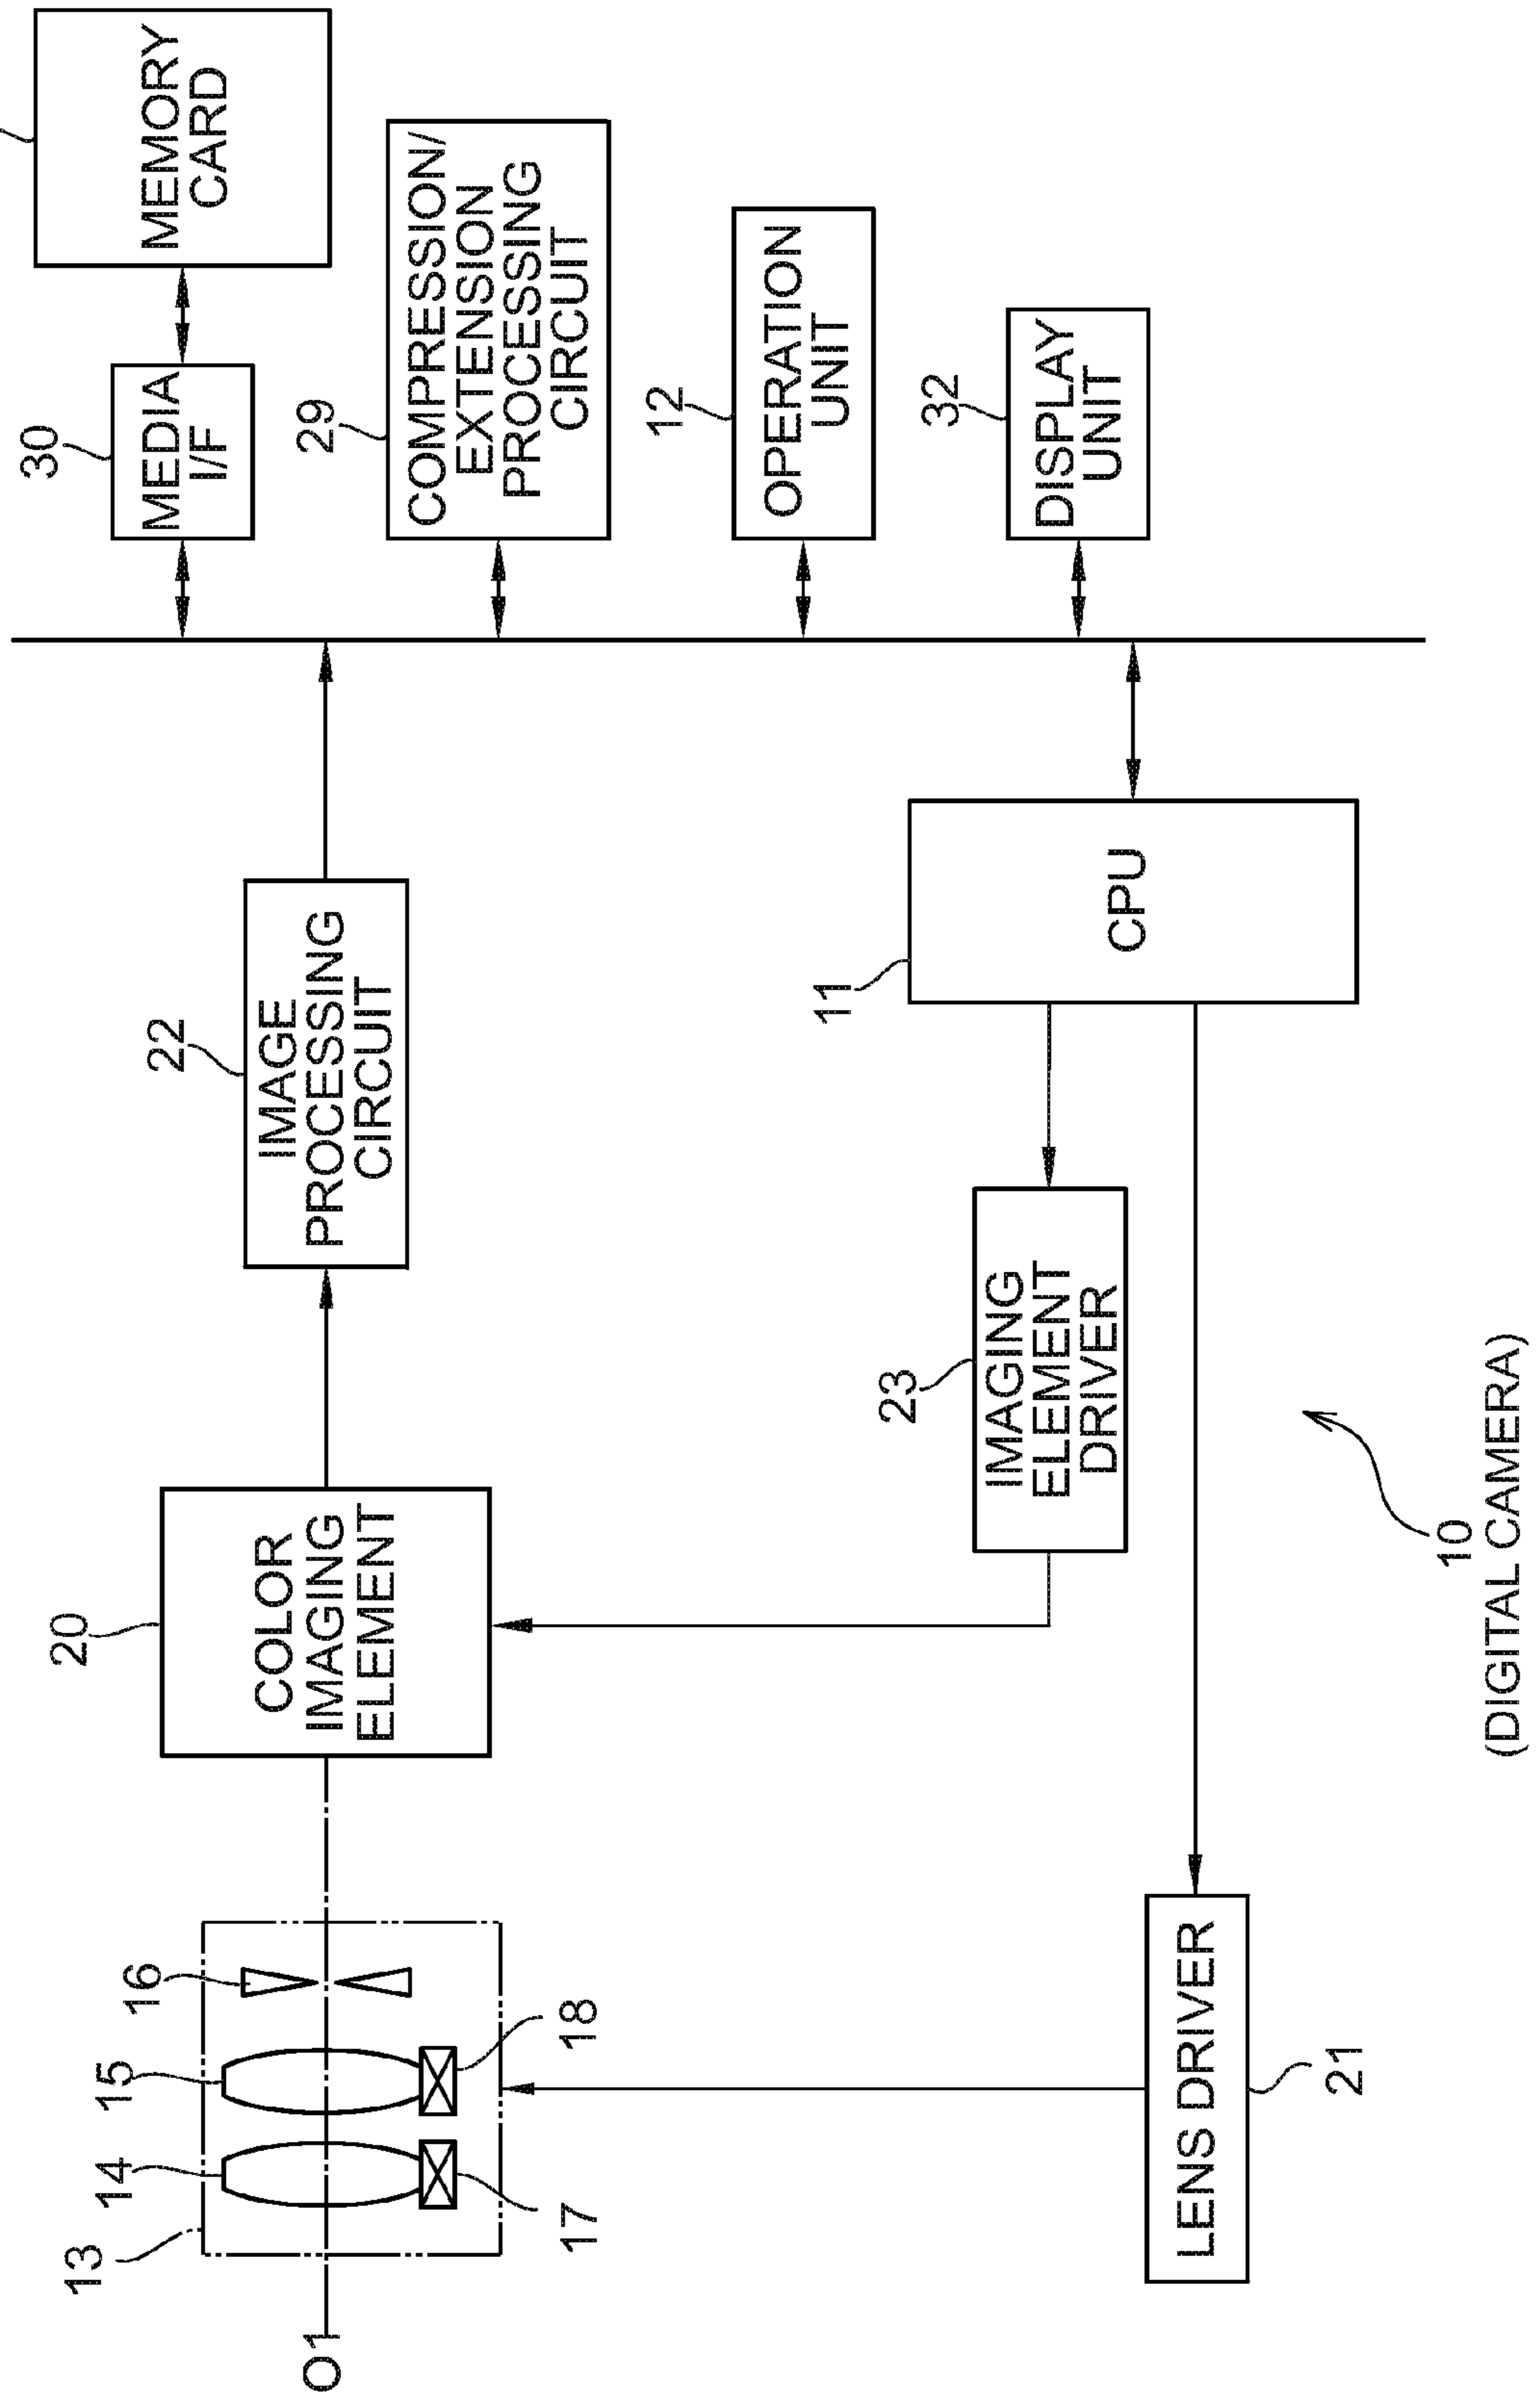 MEMORY
CARD
30
MEDIA
I/F
29
COMPRESSION/
EXTENSION
PROCESSING
CIRCUIT
12
OPERATION
UNIT
32
DISPLAY
UNIT
22
IMAGE
PROCESSING
CIRCUIT
11
CPU
20
COLOR
IMAGING
ELEMENT
23
IMAGING
ELEMENT
DRIVER
13
14
15
16
17
18
O1
21
LENS DRIVER
10
(DIGITAL CAMERA)